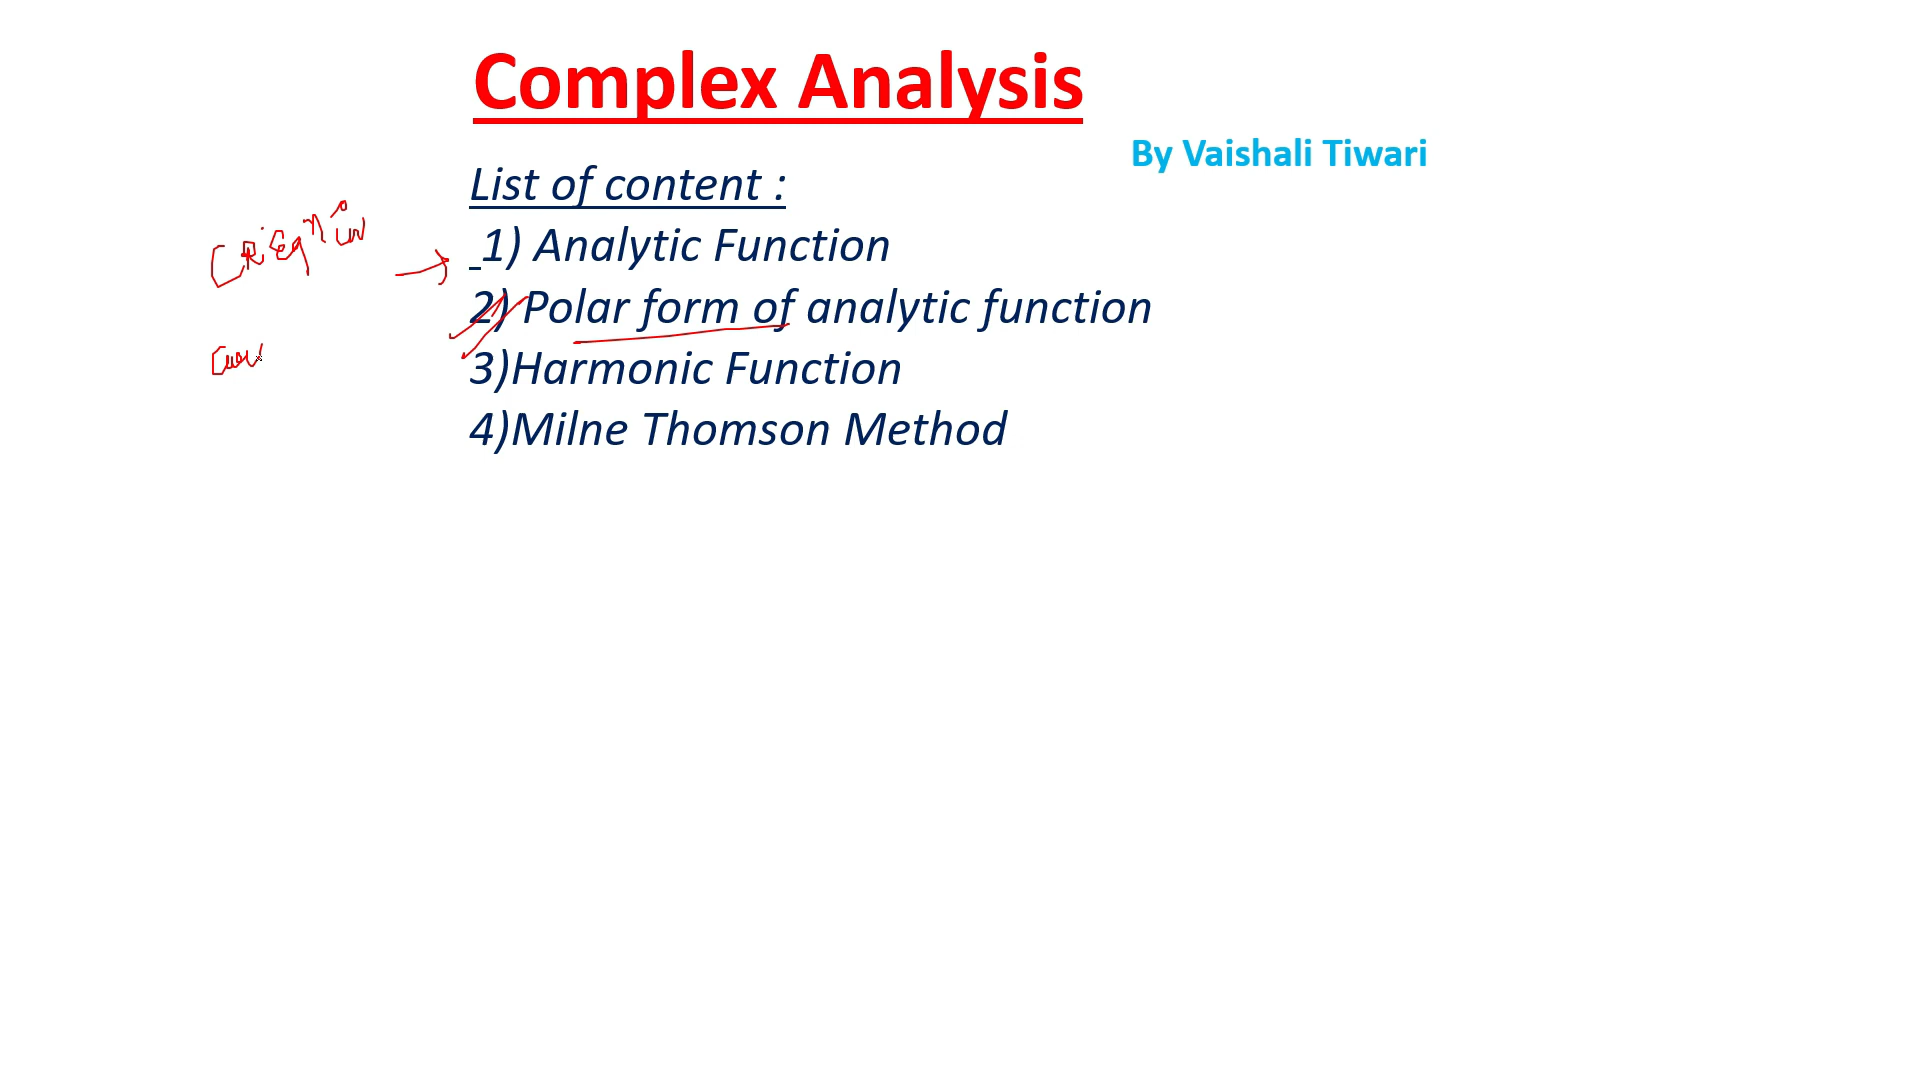 Complex Analysis
By Vaishali Tiwari
List of content :
1) Analytic Function
2) Polar form of analytic function
3)Harmonic Function
4)Milne Thomson Method